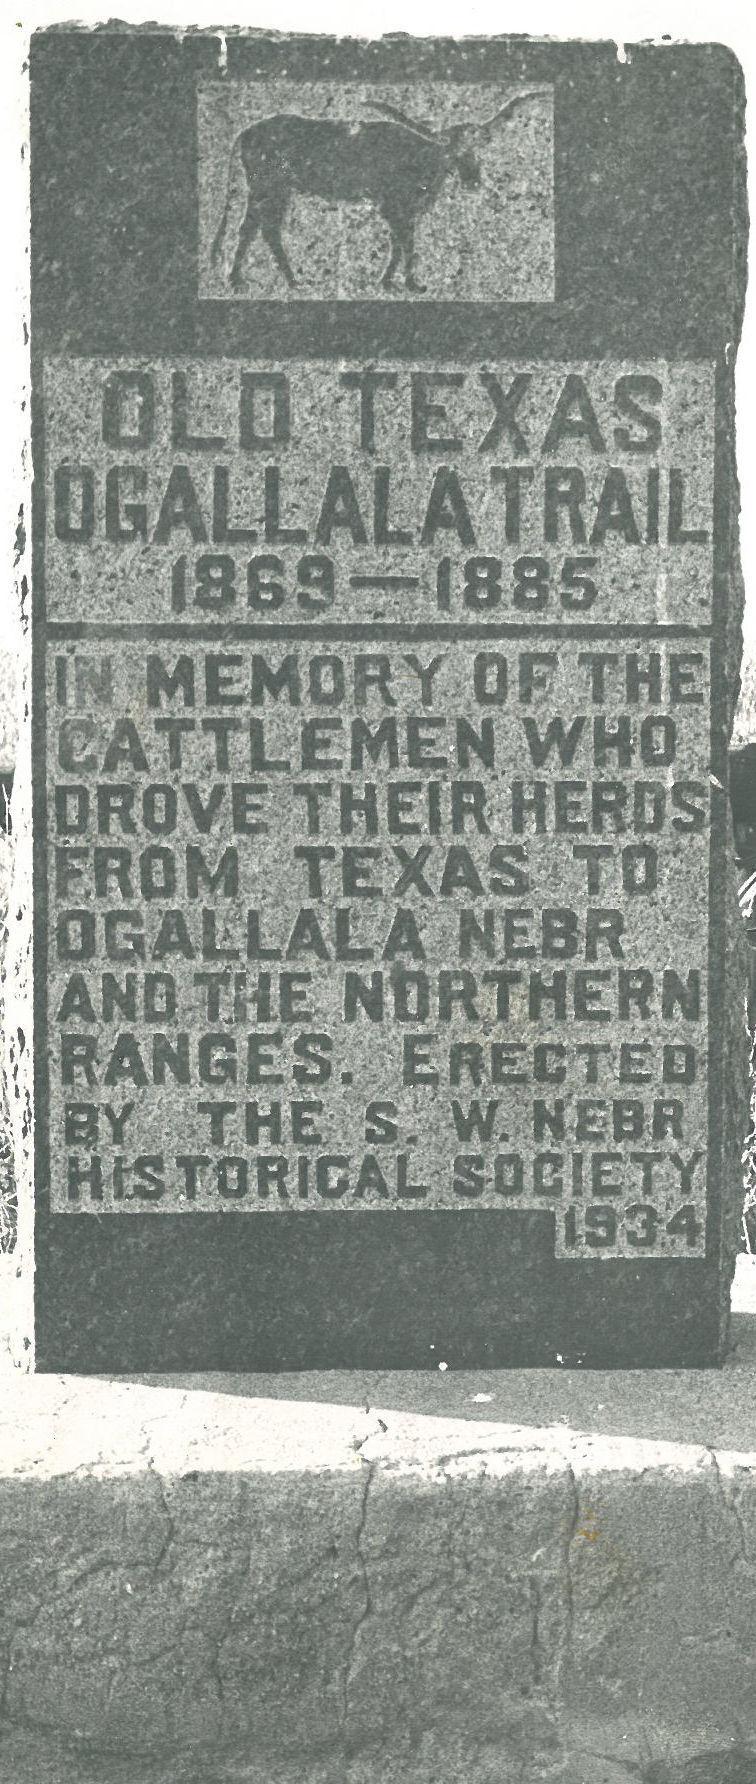 OLD TEXAS
OGALLALA TRAIL
1869—1885
IN MEMORY OF THE
CATTLEMEN WHO
DROVE THEIR HERDS
FROM TEXAS TO
OGALLALA NEBR
AND THE NORTHERN
RANGES. ERECTED
BY THE S. W. NEBR
HISTORICAL SOCIETY
1934